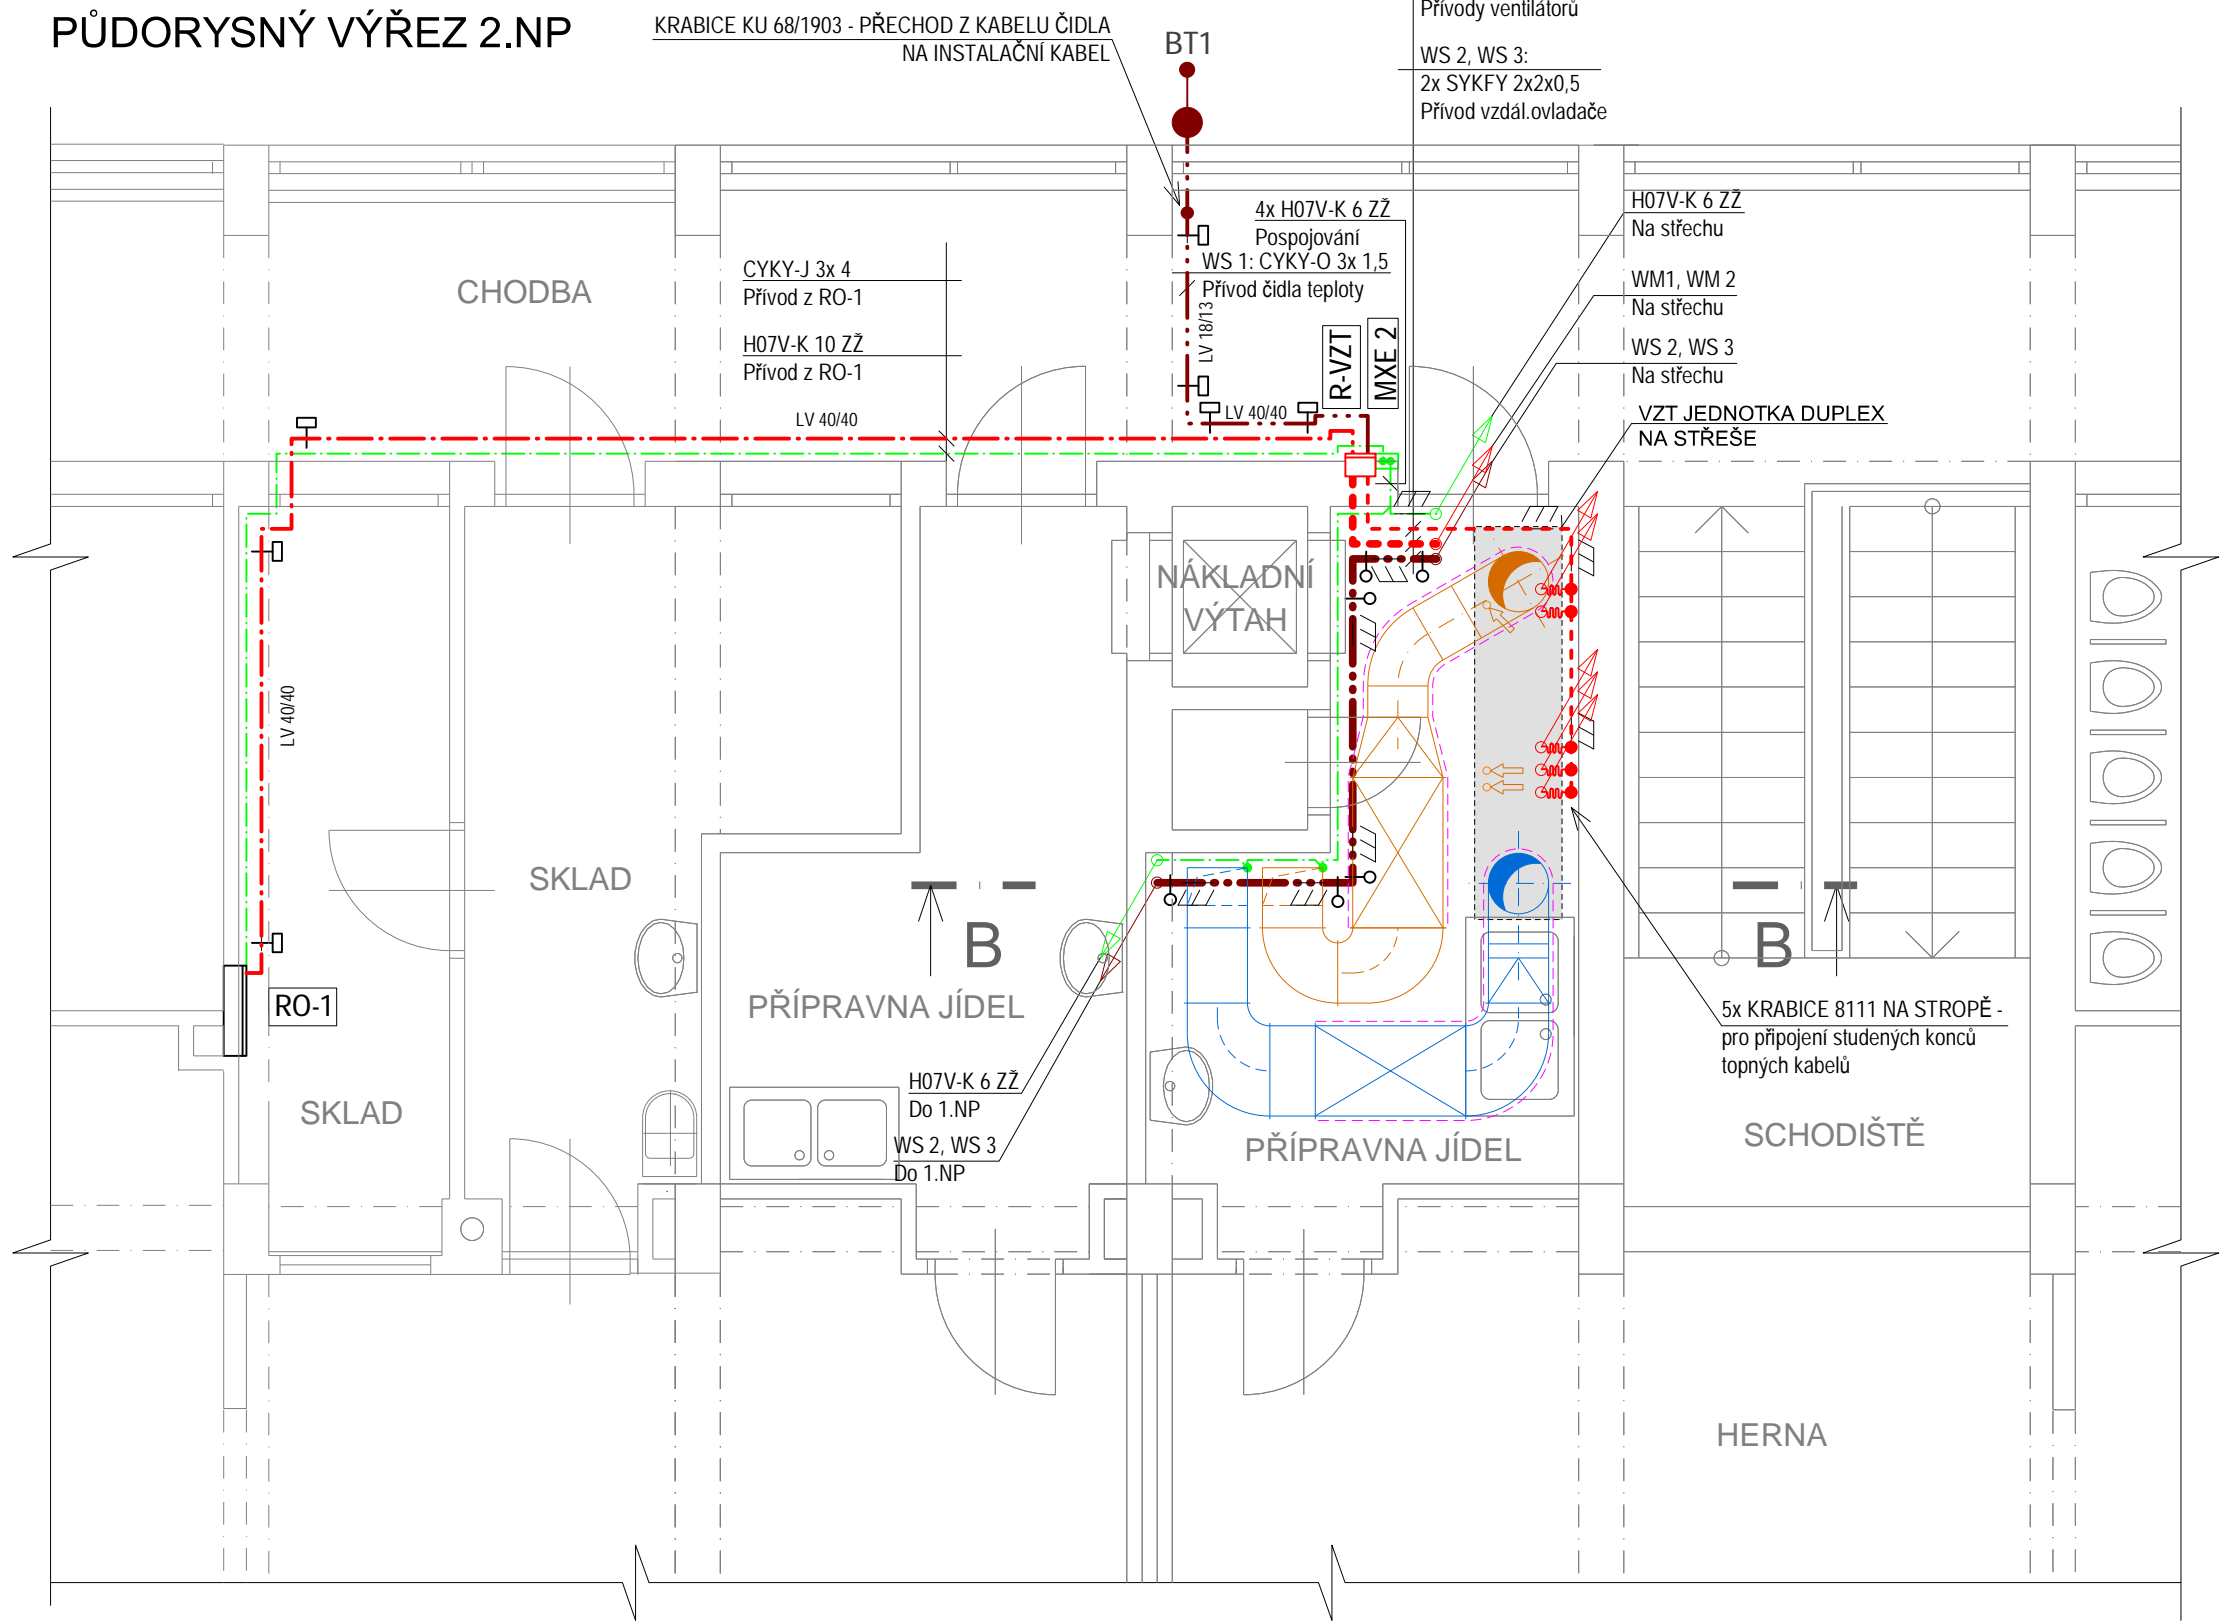 PŮDORYSNÝ VÝŘEZ 2.NP
KRABICE KU 68/1903 - PŘECHOD Z KABELU ČIDLA
NA INSTALAČNÍ KABEL
BT1
Přívody ventilátorů
WS 2, WS 3:
2x SYKFY 2x2x0,5
Přívod vzdál.ovladače
4x H07V-K 6 ZŽ
Pospojování
WS 1: CYKY-O 3x 1,5
Přívod čidla teploty
LV 18/13
H07V-K 6 ZŽ
Na střechu
WM1, WM 2
Na střechu
WS 2, WS 3
Na střechu
VZT JEDNOTKA DUPLEX
NA STŘEŠE
CHODBA
CYKY-J 3x 4
Přívod z RO-1
H07V-K 10 ZŽ
Přívod z RO-1
LV 40/40
LV 40/40
R-VZT
MXE 2
NÁKLADNÍ
VÝTAH
LV 40/40
SKLAD
B
B
RO-1
PŘÍPRAVNA JÍDEL
5x KRABICE 8111 NA STROPĚ -
pro připojení studených konců
topných kabelů
H07V-K 6 ZŽ
Do 1.NP
WS 2, WS 3
Do 1.NP
SKLAD
PŘÍPRAVNA JÍDEL
SCHODIŠTĚ
HERNA